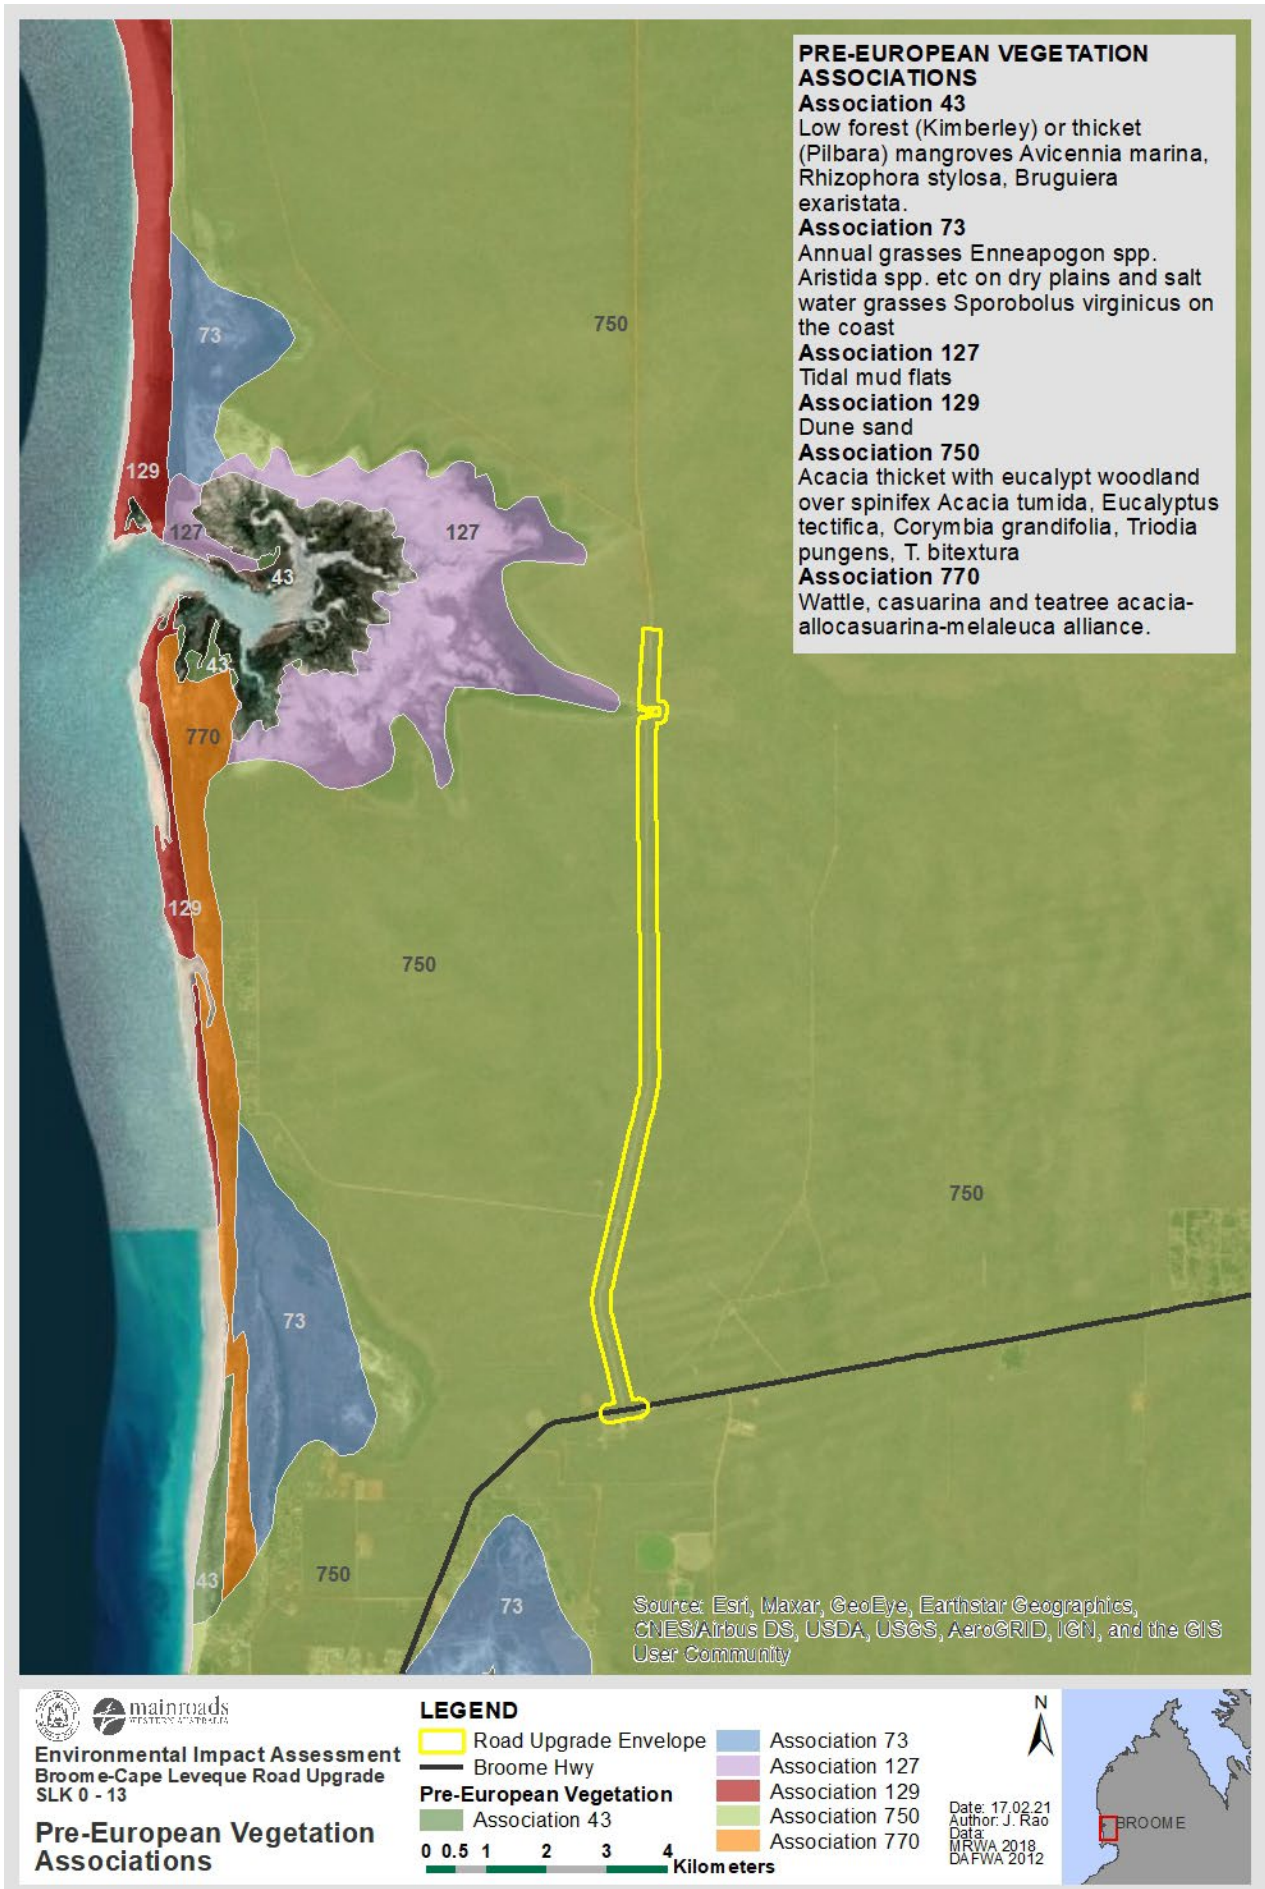 PRE-EUROPEAN VEGETATION
ASSOCIATIONS
Association 43
Low forest (Kimberley) or thicket
(Pilbara) mangroves Avicennia marina,
Rhizophora stylosa, Bruguiera
exaristata.
Association 73
Annual grasses Enneapogon spp.
Aristida spp. etc on dry plains and salt
water grasses Sporobolus virginicus on
the coast
Association 127
Tidal mud flats
Association 129
Dune sand
Association 750
Acacia thicket with eucalypt woodland
over spinifex Acacia tumida, Eucalyptus
tectifica, Corymbia grandifolia, Triodia
pungens, T. bitextura
Association 770
Wattle, casuarina and teatree acacia-
allocasuarina-melaleuca alliance.
750
73
129
127
127
43
43
770
129
750
750
73
750
43
73
Source: Esri, Maxar, GeoEye, Earthstar Geographics,
CNES/Airbus DS, USDA, USGS, AeroGRID, IGN, and the GIS
User Community
mainroads
WESTERN AUSTRALIA
Environmental Impact Assessment
Broome-Cape Leveque Road Upgrade
SLK 0 - 13
Pre-European Vegetation
Associations
LEGEND
Road Upgrade Envelope
Broome Hwy
Pre-European Vegetation
Association 43
Association 73
Association 127
Association 129
Association 750
Association 770
0 0.5 1 2 3 4
Kilometers
N
Date: 17.02.21
Author: J. Rao
Data:
MRWA 2018
DAFWA 2012
BROOME